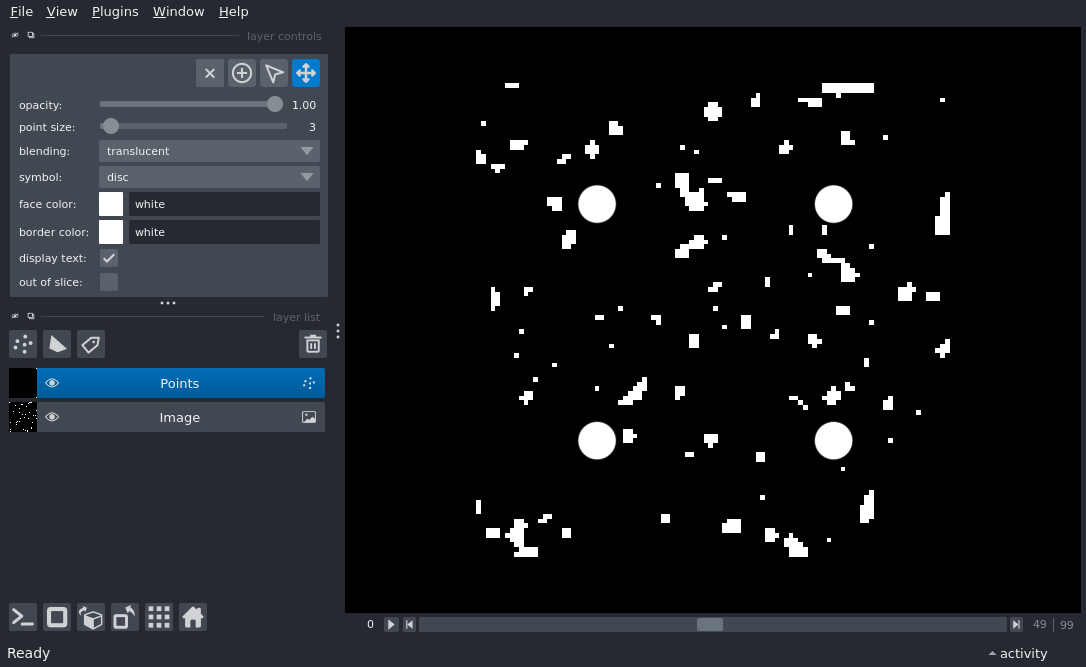 File View Plugins Window Help
layer controls
opacity: 1.00
point size: 3
blending: translucent
symbol: disc
face color: white
border color: white
display text:
out of slice:
layer list
Points
Image
0 49 | 99
Ready activity